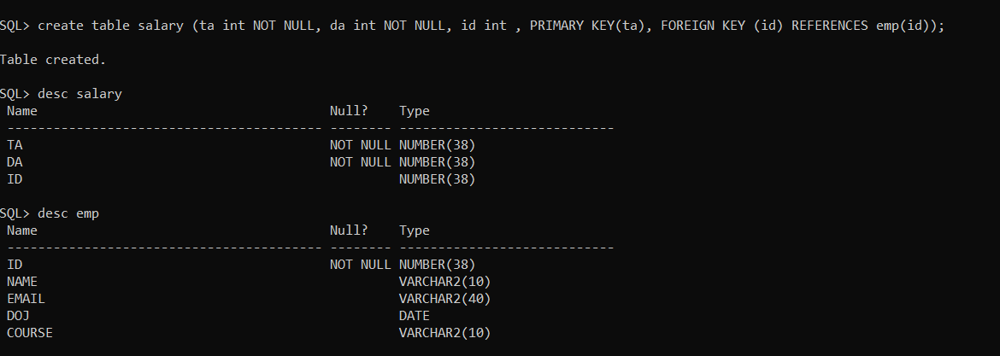 SQL> create table salary (ta int NOT NULL, da int NOT NULL, id int , PRIMARY KEY(ta), FOREIGN KEY (id) REFERENCES emp(id));
Table created.
SQL> desc salary
Name Null? Type
----------------------------------------- -------- ----------------------------
TA NOT NULL NUMBER(38)
DA NOT NULL NUMBER(38)
ID NUMBER(38)
SQL> desc emp
Name Null? Type
----------------------------------------- -------- ----------------------------
ID NOT NULL NUMBER(38)
NAME VARCHAR2(10)
EMAIL VARCHAR2(40)
DOJ DATE
COURSE VARCHAR2(10)